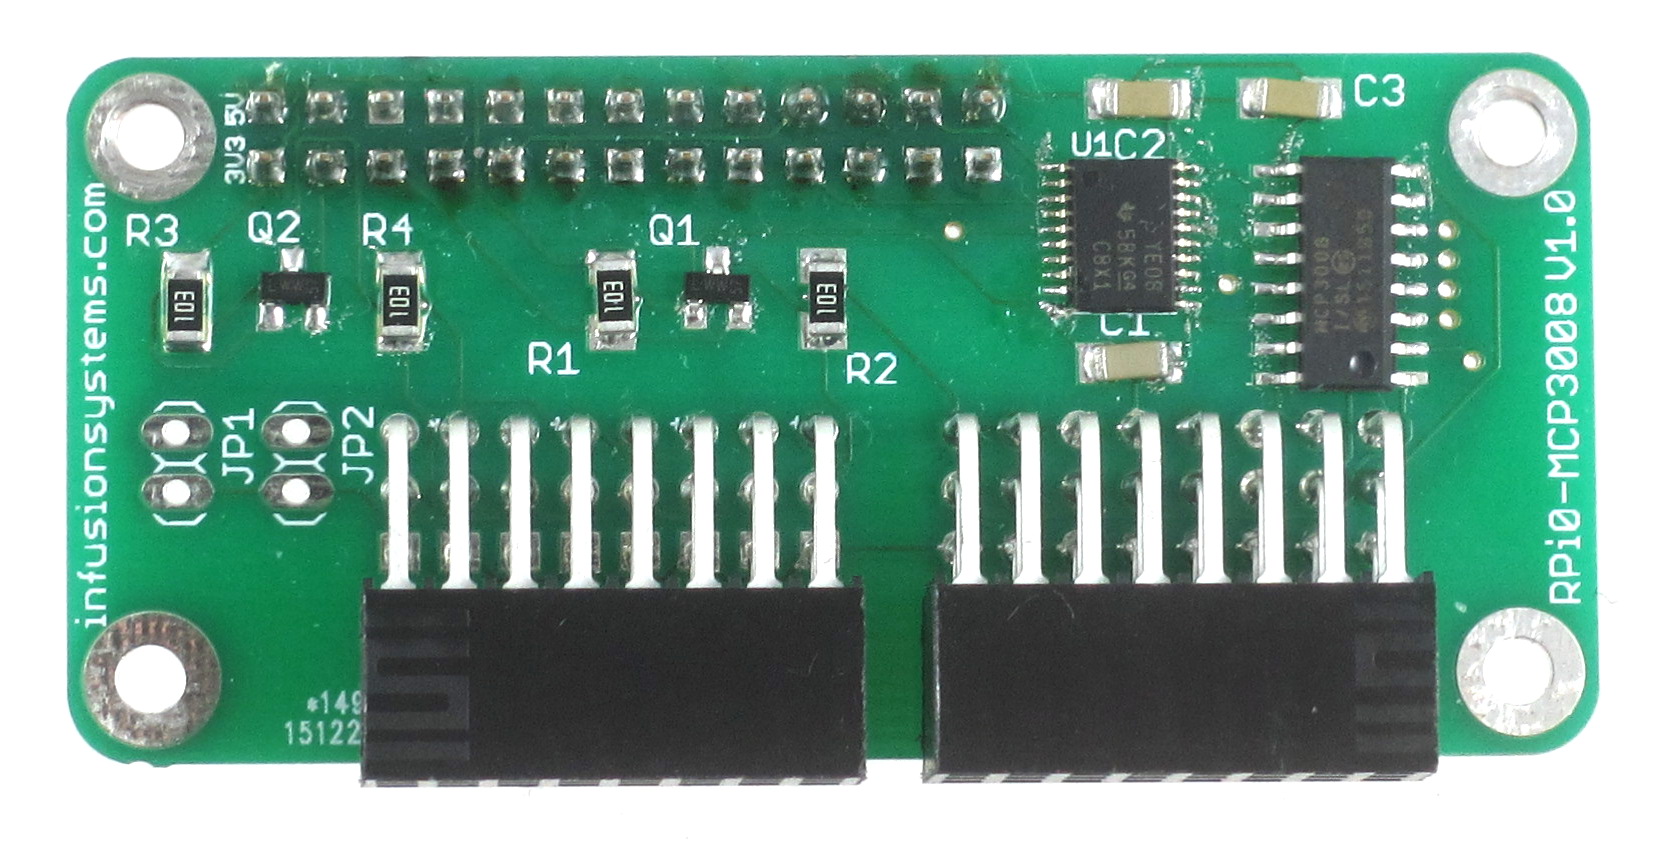 3V3 5V
C3
U1 C2
R3
Q2
R4
Q1
YE08
58KG4
C8X1
MCP3008
I/SL
C1
103
103
103
103
R1
R2
JP1
JP2
infusionsystems.com
RPi0-MCP3008 V1.0
*149
15122